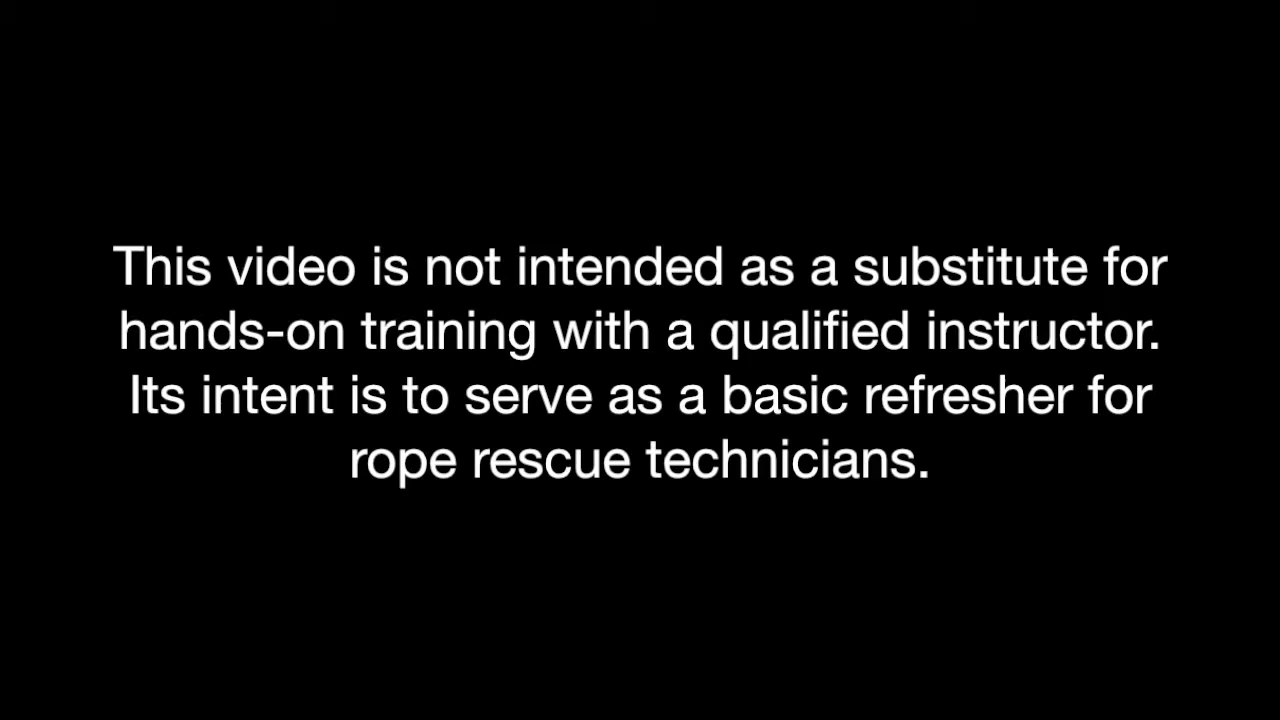 This video is not intended as a substitute for
hands-on training with a qualified instructor.
Its intent is to serve as a basic refresher for
rope rescue technicians.